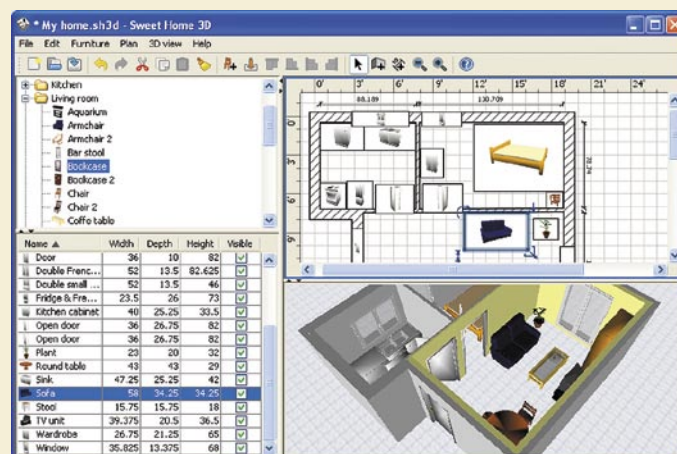 * My home.sh3d - Sweet Home 3D
File Edit Furniture Plan 3D view Help
Kitchen
Living room
Aquarium
Armchair
Armchair 2
Bar stool
Bookcase
Bookcase 2
Chair
Chair 2
Coffe table
0' 3' 6' 9' 12' 15' 18' 21' 24'
88.189 130.709
0'
3'
6'
9'
Name Width Depth Height Visible
Door 36 10 82
Double Frenc... 52 13.5 82.625
Double small ... 52 13.5 46
Fridge & Fre... 23.5 26 73
Kitchen cabinet 40 25.25 33.5
Open door 36 26.75 82
Open door 36 26.75 82
Plant 23 20 32
Round table 43 43 29
Sink 47.25 25.25 42
Sofa 58 34.25 34.25
Stool 15.75 15.75 18
TV unit 39.375 20.5 36.5
Wardrobe 26.75 21.25 65
Window 35.825 13.375 68